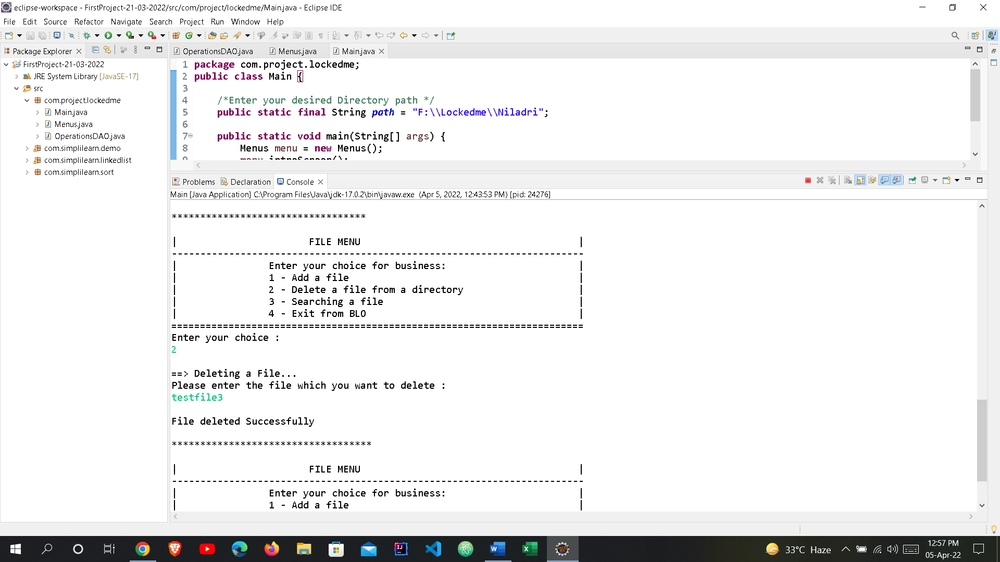 eclipse-workspace - FirstProject-21-03-2022/src/com/project/lockedme/Main.java - Eclipse IDE
File Edit Source Refactor Navigate Search Project Run Window Help
Package Explorer
FirstProject-21-03-2022
JRE System Library [JavaSE-17]
src
com.project.lockedme
Main.java
Menus.java
OperationsDAO.java
com.simplilearn.demo
com.simplilearn.linkedlist
com.simplilearn.sort
OperationsDAO.java Menus.java Main.java
1 package com.project.lockedme;
2 public class Main {
3
4 /*Enter your desired Directory path */
5 public static final String path = "F:\\Lockedme\\Niladri";
6
7 public static void main(String[] args) {
8 Menus menu = new Menus();
9 menu.introScreen();
Problems Declaration Console
Main [Java Application] C:\Program Files\Java\jdk-17.0.2\bin\javaw.exe (Apr 5, 2022, 12:43:53 PM) [pid: 24276]
**********************************
| FILE MENU |
------------------------------------------------------------------------
| Enter your choice for business: |
| 1 - Add a file |
| 2 - Delete a file from a directory |
| 3 - Searching a file |
| 4 - Exit from BLO |
========================================================================
Enter your choice :
2
==> Deleting a File...
Please enter the file which you want to delete :
testfile3
File deleted Successfully
***********************************
| FILE MENU |
------------------------------------------------------------------------
| Enter your choice for business: |
| 1 - Add a file |
33°C Haze
12:57 PM
05-Apr-22